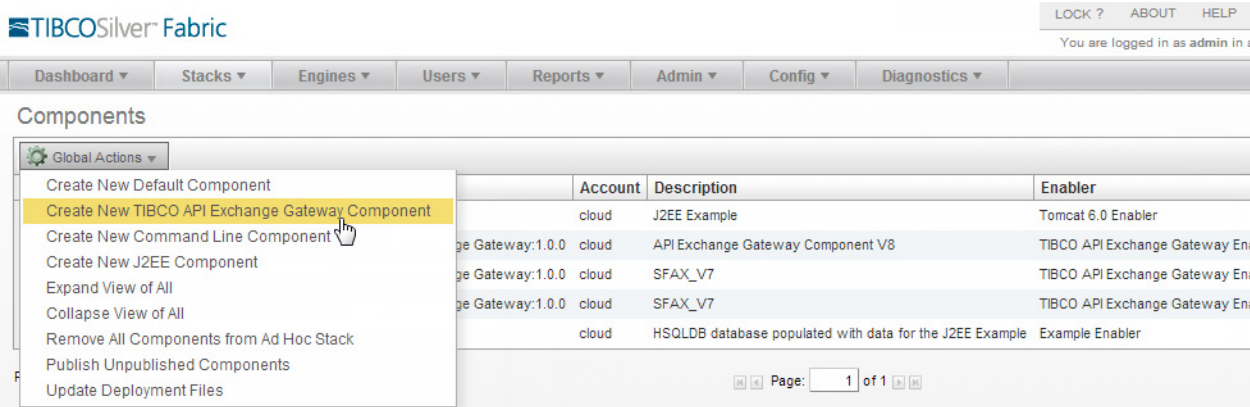 LOCK ? ABOUT HELP
TIBCOSilver™ Fabric
You are logged in as admin in
Dashboard Stacks Engines Users Reports Admin Config Diagnostics
Components
Global Actions
Create New Default Component
Account Description Enabler
Create New TIBCO API Exchange Gateway Component
cloud J2EE Example Tomcat 6.0 Enabler
Create New Command Line Component
ge Gateway:1.0.0 cloud API Exchange Gateway Component V8 TIBCO API Exchange Gateway Ena
Create New J2EE Component
ge Gateway:1.0.0 cloud SFAX_V7 TIBCO API Exchange Gateway Ena
Expand View of All
Collapse View of All
ge Gateway:1.0.0 cloud SFAX_V7 TIBCO API Exchange Gateway Ena
Remove All Components from Ad Hoc Stack
cloud HSQLDB database populated with data for the J2EE Example Example Enabler
Publish Unpublished Components
Page: 1 of 1
Update Deployment Files